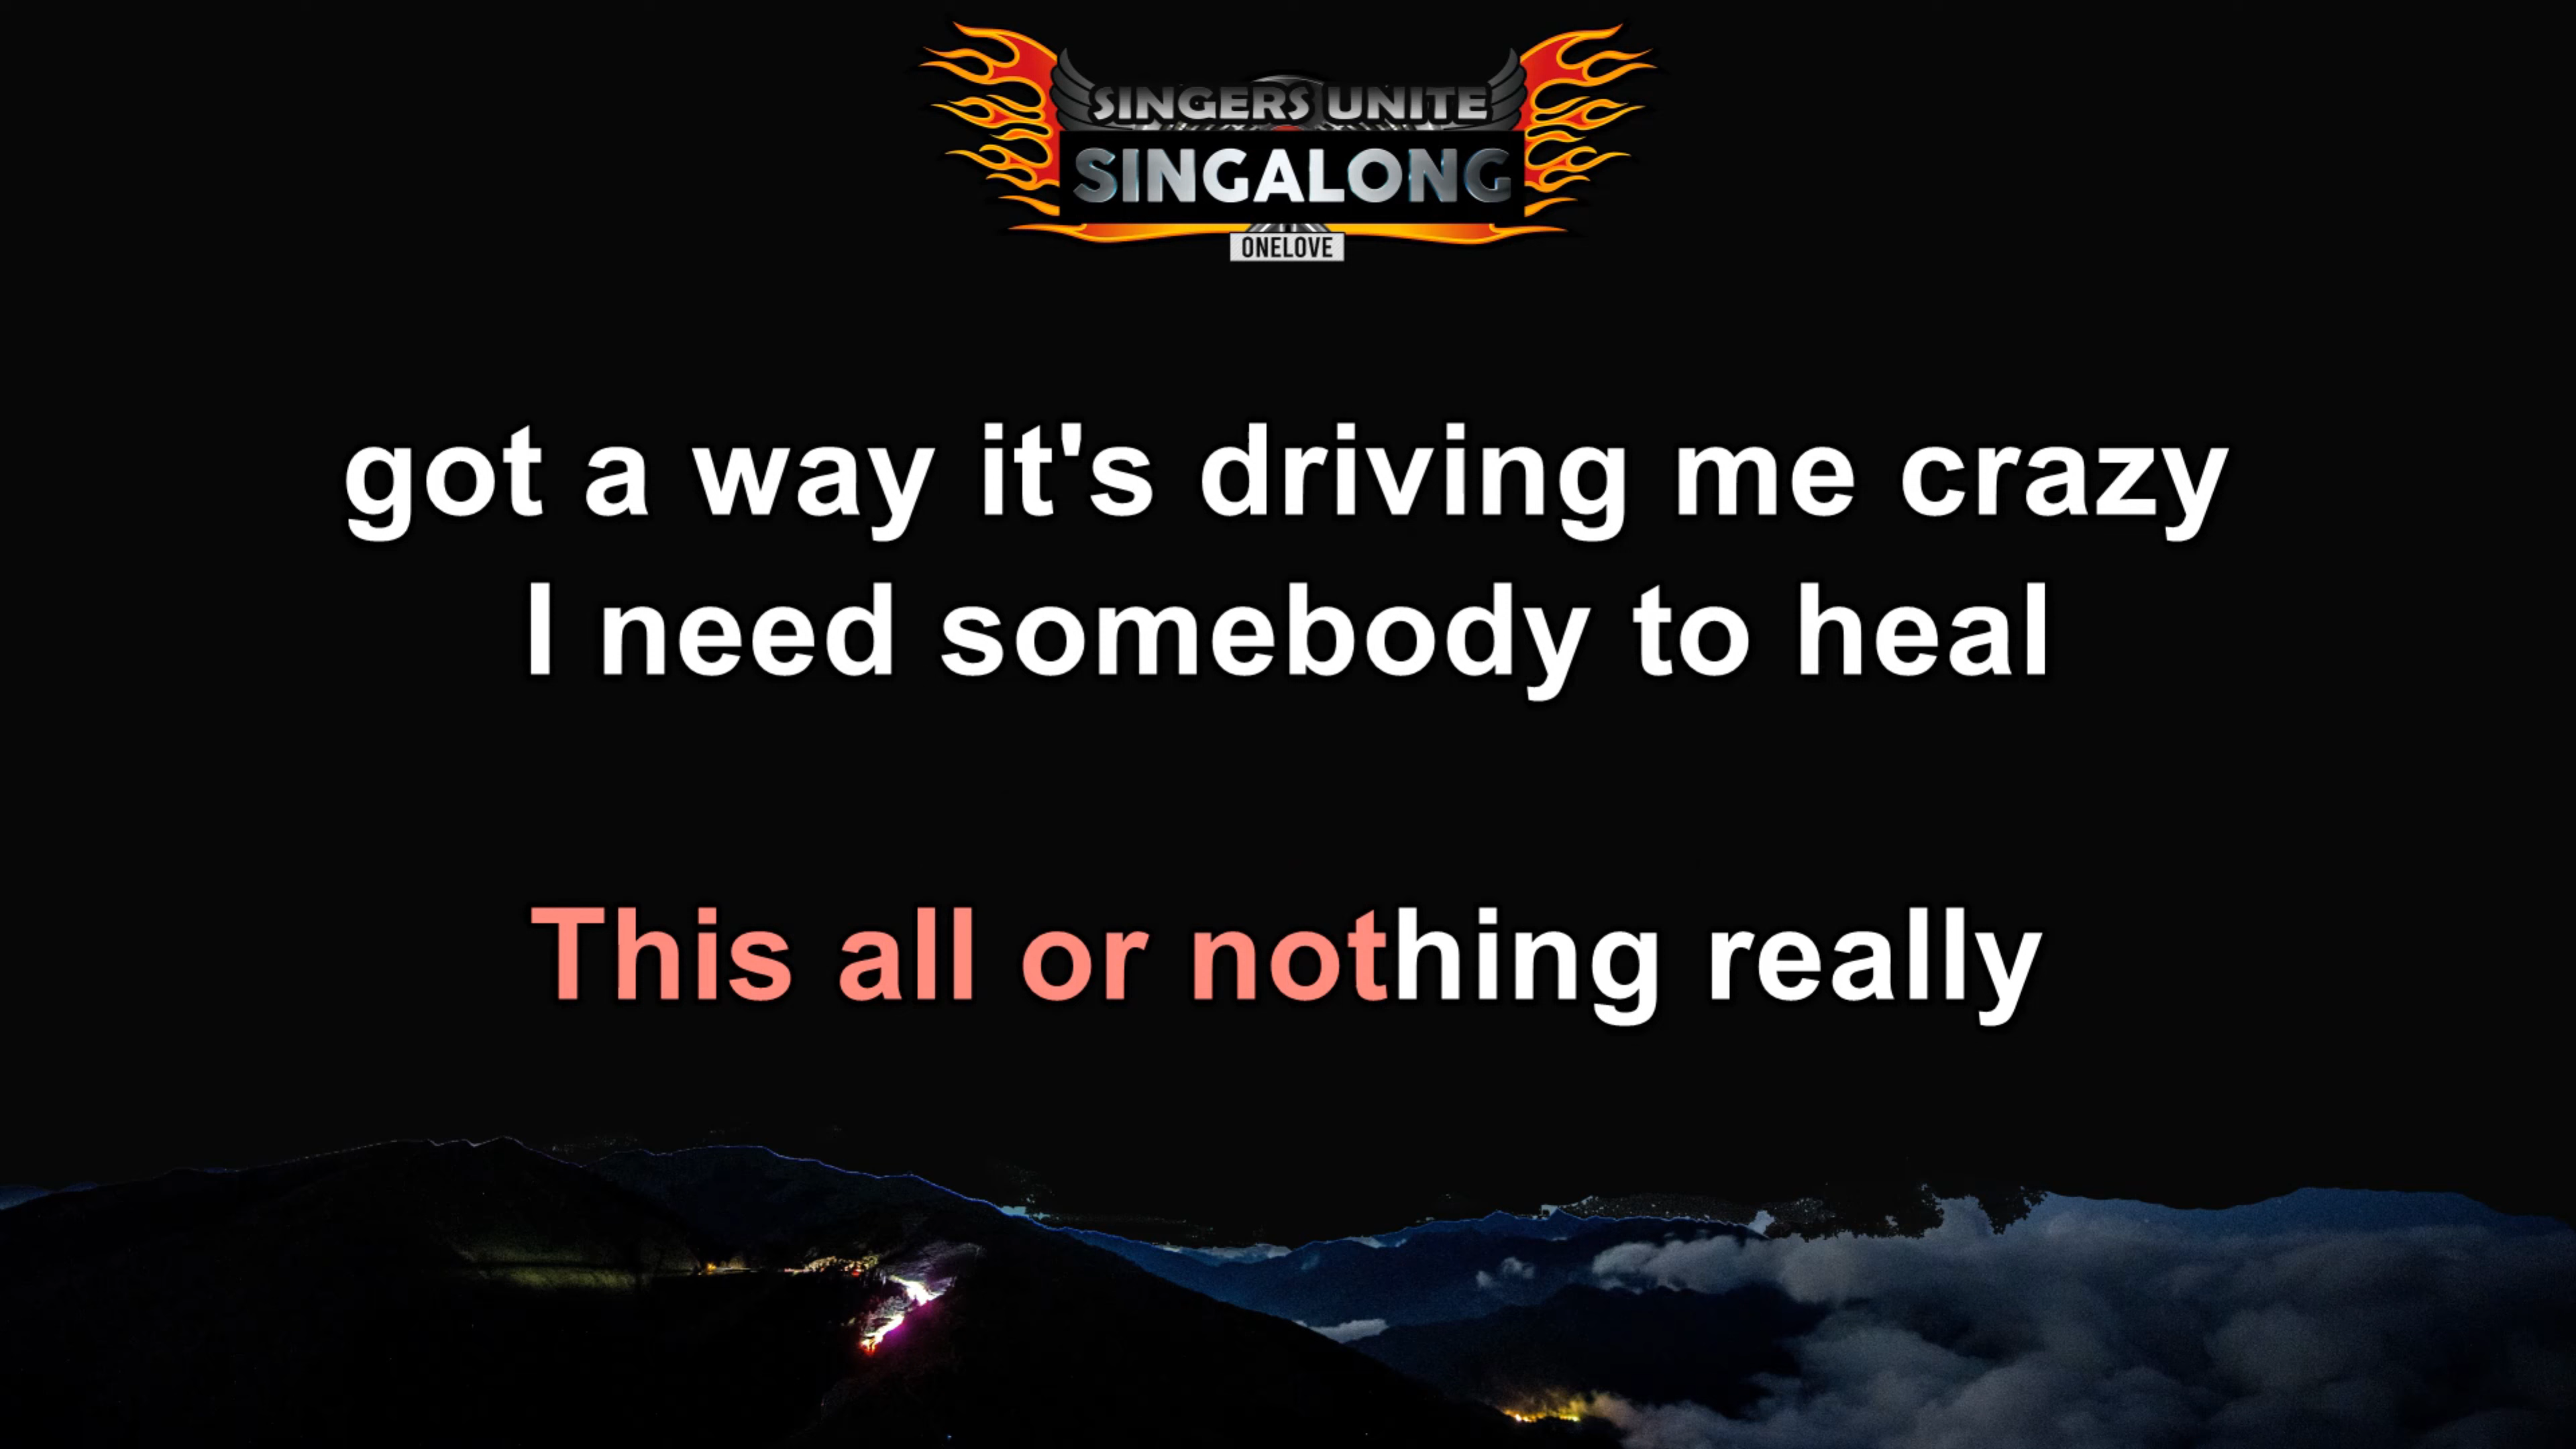 SINGERS UNITE
SINGALONG
ONELOVE
got a way it's driving me crazy
I need somebody to heal
This all or nothing really